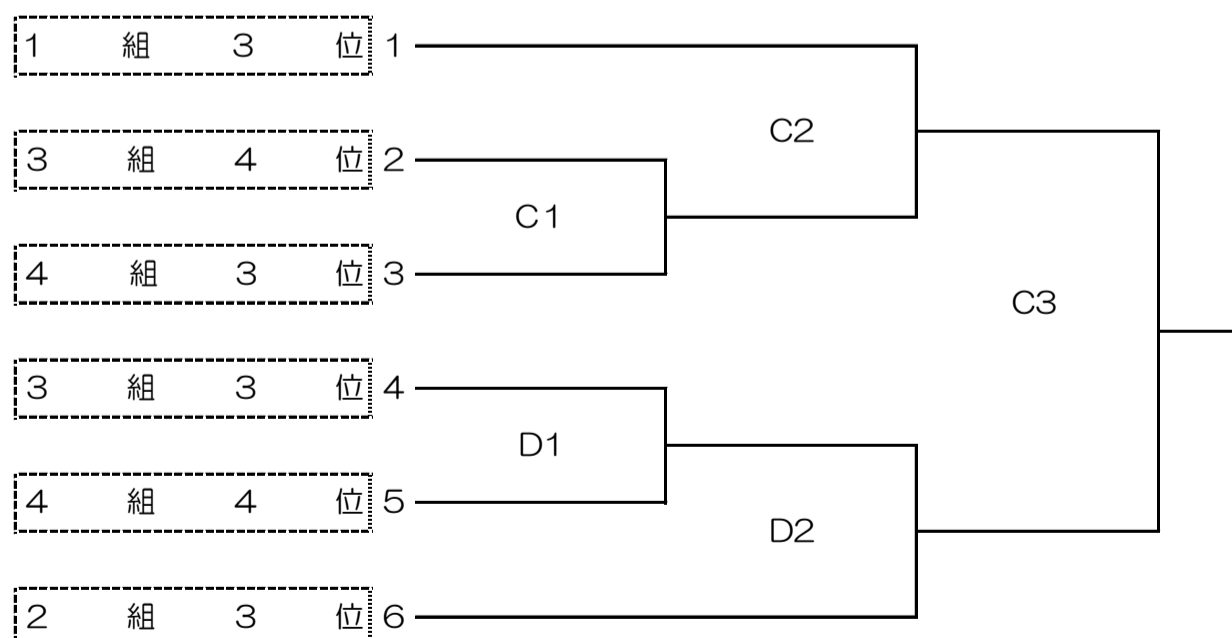 1 組 3 位 1
C2
3 組 4 位 2
C1
4 組 3 位 3
C3
3 組 3 位 4
D1
4 組 4 位 5
D2
2 組 3 位 6